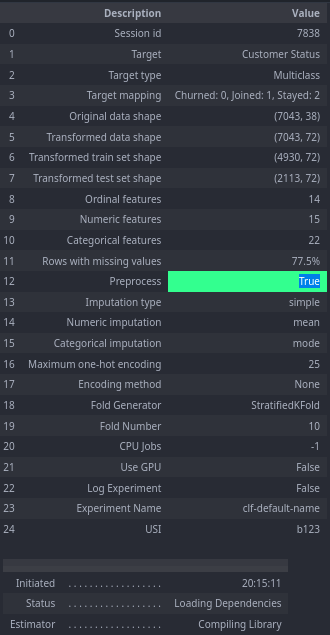 Description Value
0 Session id 7838
1 Target Customer Status
2 Target type Multiclass
3 Target mapping Churned: 0, Joined: 1, Stayed: 2
4 Original data shape (7043, 38)
5 Transformed data shape (7043, 72)
6 Transformed train set shape (4930, 72)
7 Transformed test set shape (2113, 72)
8 Ordinal features 14
9 Numeric features 15
10 Categorical features 22
11 Rows with missing values 77.5%
12 Preprocess True
13 Imputation type simple
14 Numeric imputation mean
15 Categorical imputation mode
16 Maximum one-hot encoding 25
17 Encoding method None
18 Fold Generator StratifiedKFold
19 Fold Number 10
20 CPU Jobs -1
21 Use GPU False
22 Log Experiment False
23 Experiment Name clf-default-name
24 USI b123
Initiated . . . . . . . . . . . . . . . . . . 20:15:11
Status . . . . . . . . . . . . . . . . . . Loading Dependencies
Estimator . . . . . . . . . . . . . . . . . . Compiling Library